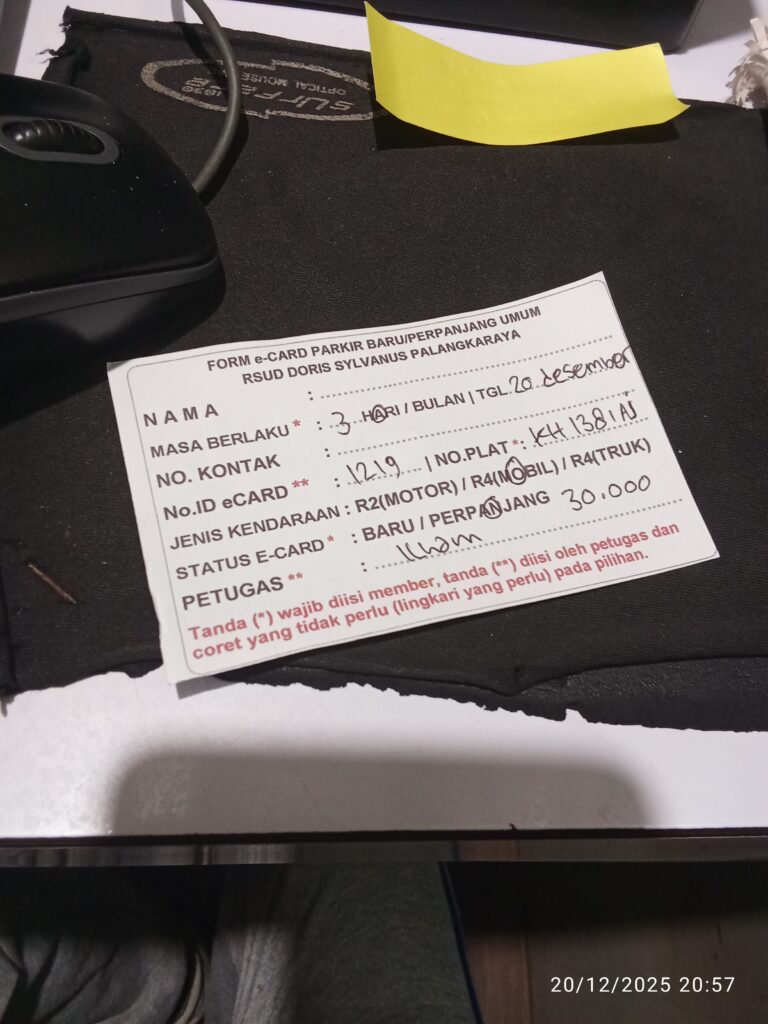 SURFACE
OPTICAL MOUSE
FORM e-CARD PARKIR BARU/PERPANJANG UMUM
RSUD DORIS SYLVANUS PALANGKARAYA
NAMA :
MASA BERLAKU * : 3 HARI / BULAN | TGL. 20 desember
NO. KONTAK :
No.ID eCARD ** : 1219 | NO.PLAT * : KH 1381 AJ
JENIS KENDARAAN : R2(MOTOR) / R4(MOBIL) / R4(TRUK)
STATUS E-CARD * : BARU / PERPANJANG 30.000
PETUGAS ** : Ilham
Tanda (*) wajib diisi member, tanda (**) diisi oleh petugas dan
coret yang tidak perlu (lingkari yang perlu) pada pilihan.
20/12/2025 20:57